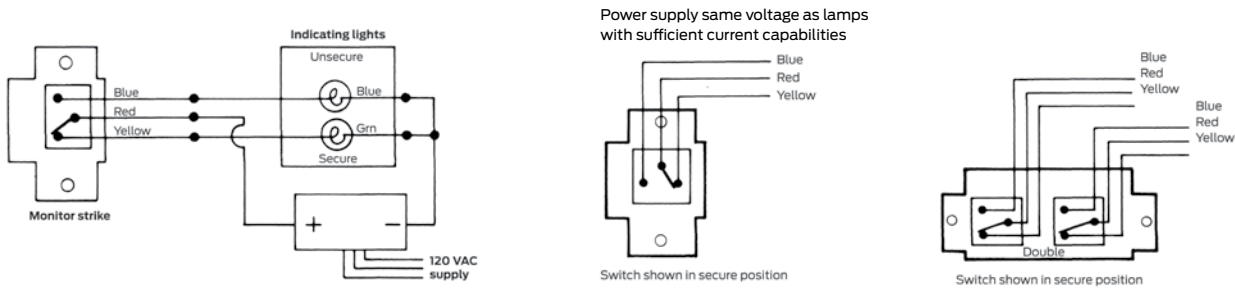 Indicating lights
Unsecure
Blue
Blue
Red
Yellow
Grn
Secure
Monitor strike
+
−
120 VAC
supply
Power supply same voltage as lamps
with sufficient current capabilities
Blue
Red
Yellow
Switch shown in secure position
Blue
Red
Yellow
Blue
Red
Yellow
Double
Switch shown in secure position